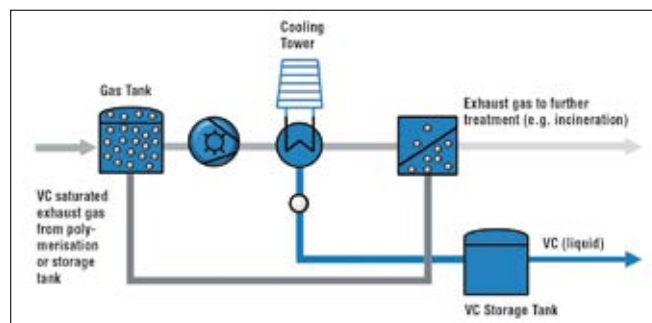 Cooling
Tower
Gas Tank
Exhaust gas to further
treatment (e.g. incineration)
VC saturated
exhaust gas
from poly-
merisation
or storage
tank
VC (liquid)
VC Storage Tank